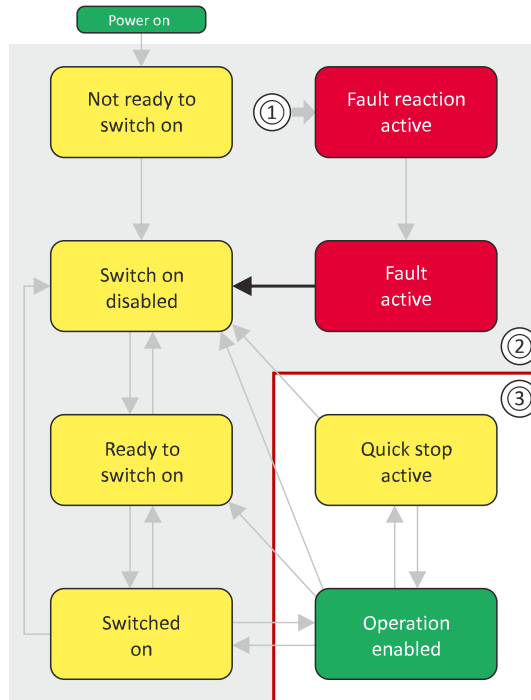 Power on
Not ready to
switch on
1
Fault reaction
active
Switch on
disabled
Fault
active
2
3
Ready to
switch on
Quick stop
active
Switched
on
Operation
enabled